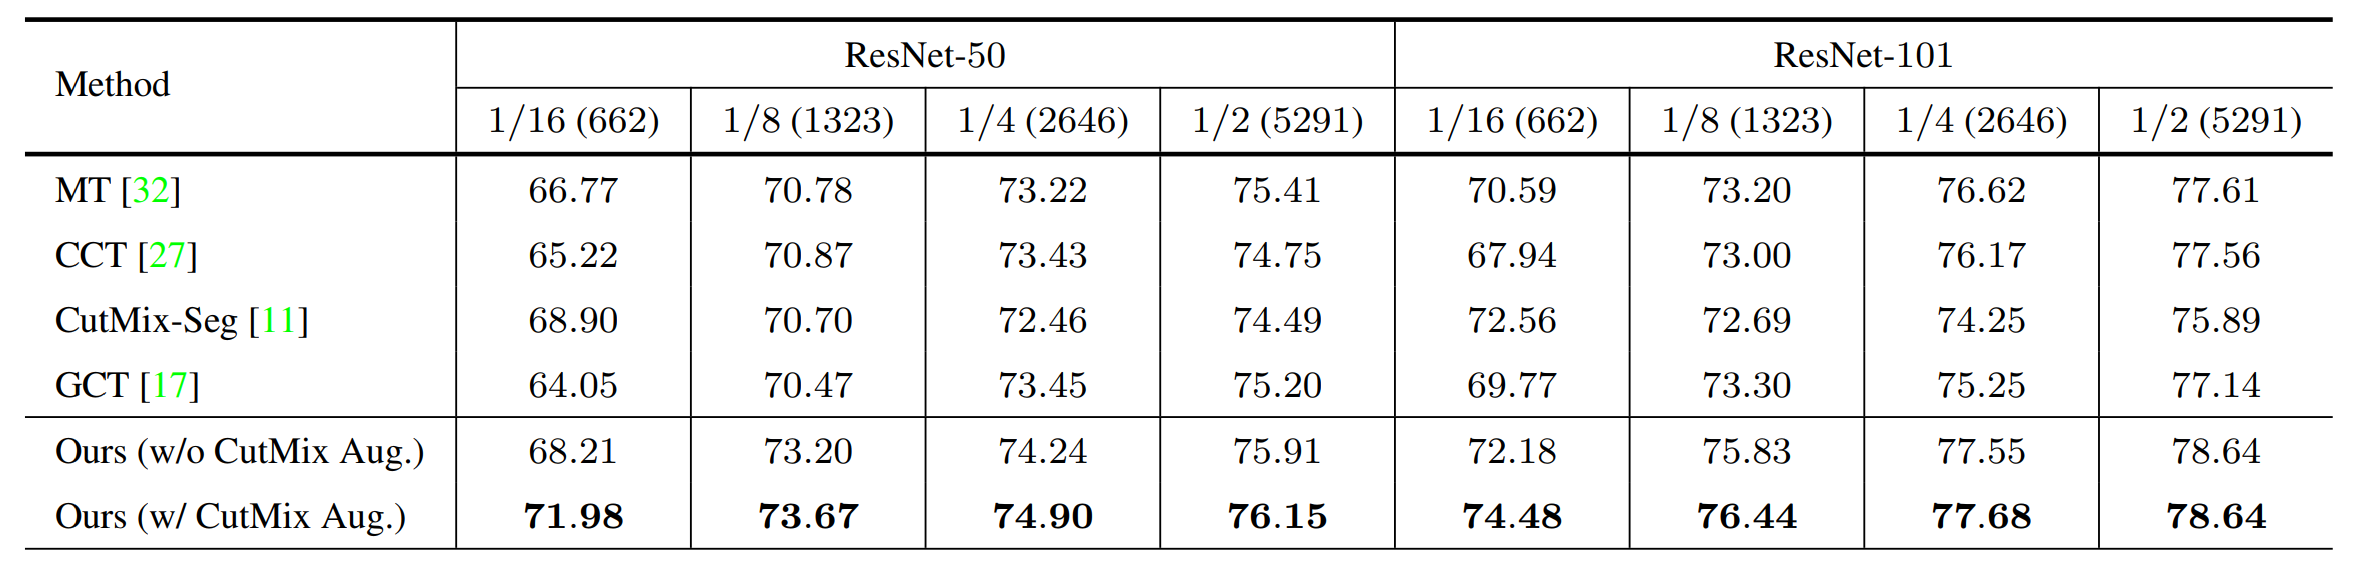 Method ResNet-50 ResNet-101
1/16 (662) 1/8 (1323) 1/4 (2646) 1/2 (5291) 1/16 (662) 1/8 (1323) 1/4 (2646) 1/2 (5291)
MT [32] 66.77 70.78 73.22 75.41 70.59 73.20 76.62 77.61
CCT [27] 65.22 70.87 73.43 74.75 67.94 73.00 76.17 77.56
CutMix-Seg [11] 68.90 70.70 72.46 74.49 72.56 72.69 74.25 75.89
GCT [17] 64.05 70.47 73.45 75.20 69.77 73.30 75.25 77.14
Ours (w/o CutMix Aug.) 68.21 73.20 74.24 75.91 72.18 75.83 77.55 78.64
Ours (w/ CutMix Aug.) 71.98 73.67 74.90 76.15 74.48 76.44 77.68 78.64